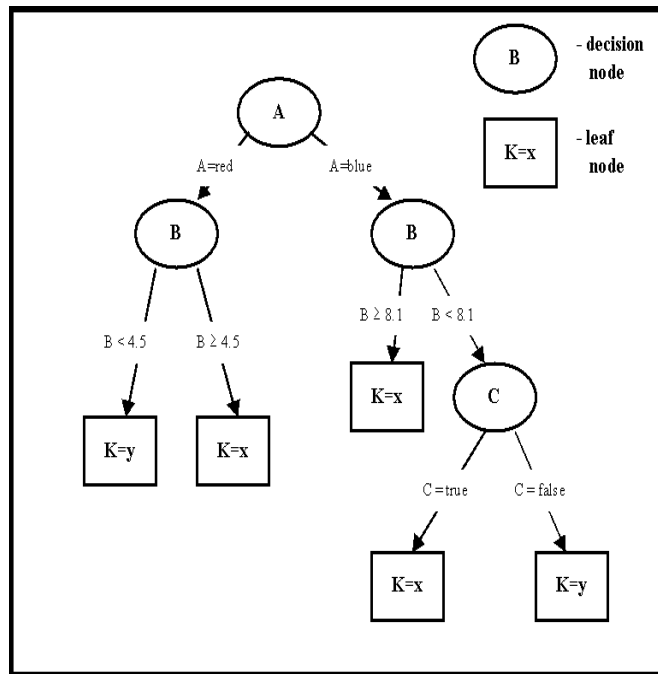 B
- decision
node
A
K=x
- leaf
node
A=red
A=blue
B
B
B ≥ 8.1
B < 8.1
B < 4.5
B ≥ 4.5
K=x
C
K=y
K=x
C = true
C = false
K=x
K=y